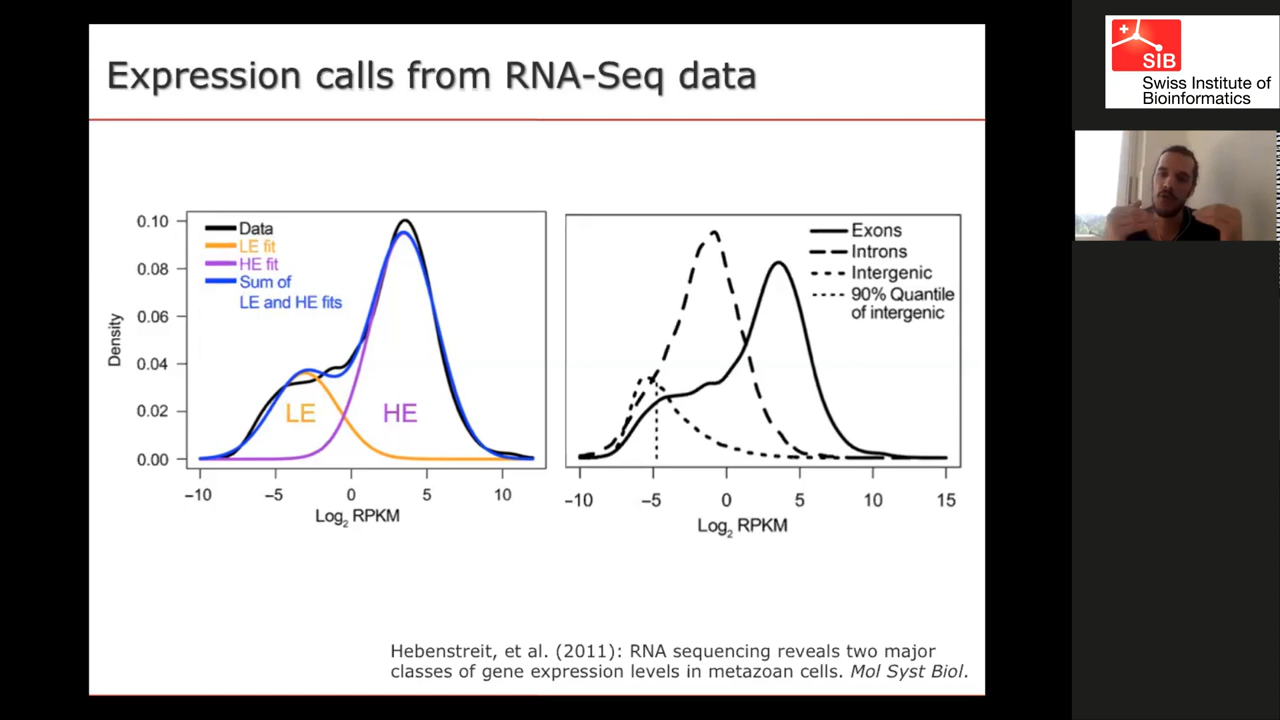 Expression calls from RNA-Seq data
SIB
Swiss Institute of
Bioinformatics
Data
LE fit
HE fit
Sum of
LE and HE fits
LE
HE
Density
0.10
0.08
0.06
0.04
0.02
0.00
−10
−5
0
5
10
Log2 RPKM
Exons
Introns
Intergenic
90% Quantile
of intergenic
−10
−5
0
5
10
15
Log2 RPKM
Hebenstreit, et al. (2011): RNA sequencing reveals two major
classes of gene expression levels in metazoan cells. Mol Syst Biol.